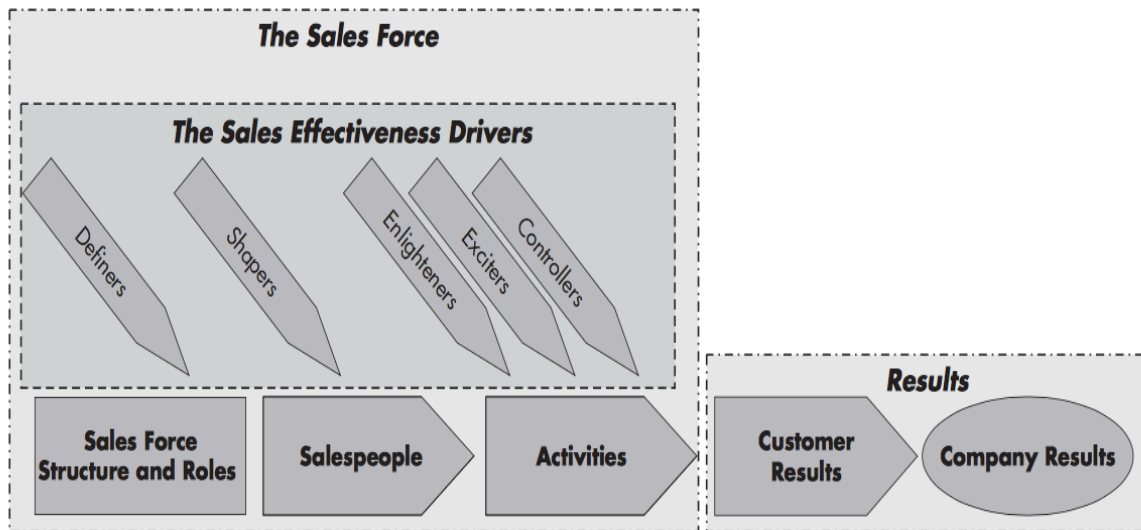 The Sales Force
The Sales Effectiveness Drivers
Definers
Shapers
Enlighteners
Exciters
Controllers
Results
Sales Force
Structure and Roles
Salespeople
Activities
Customer
Results
Company Results